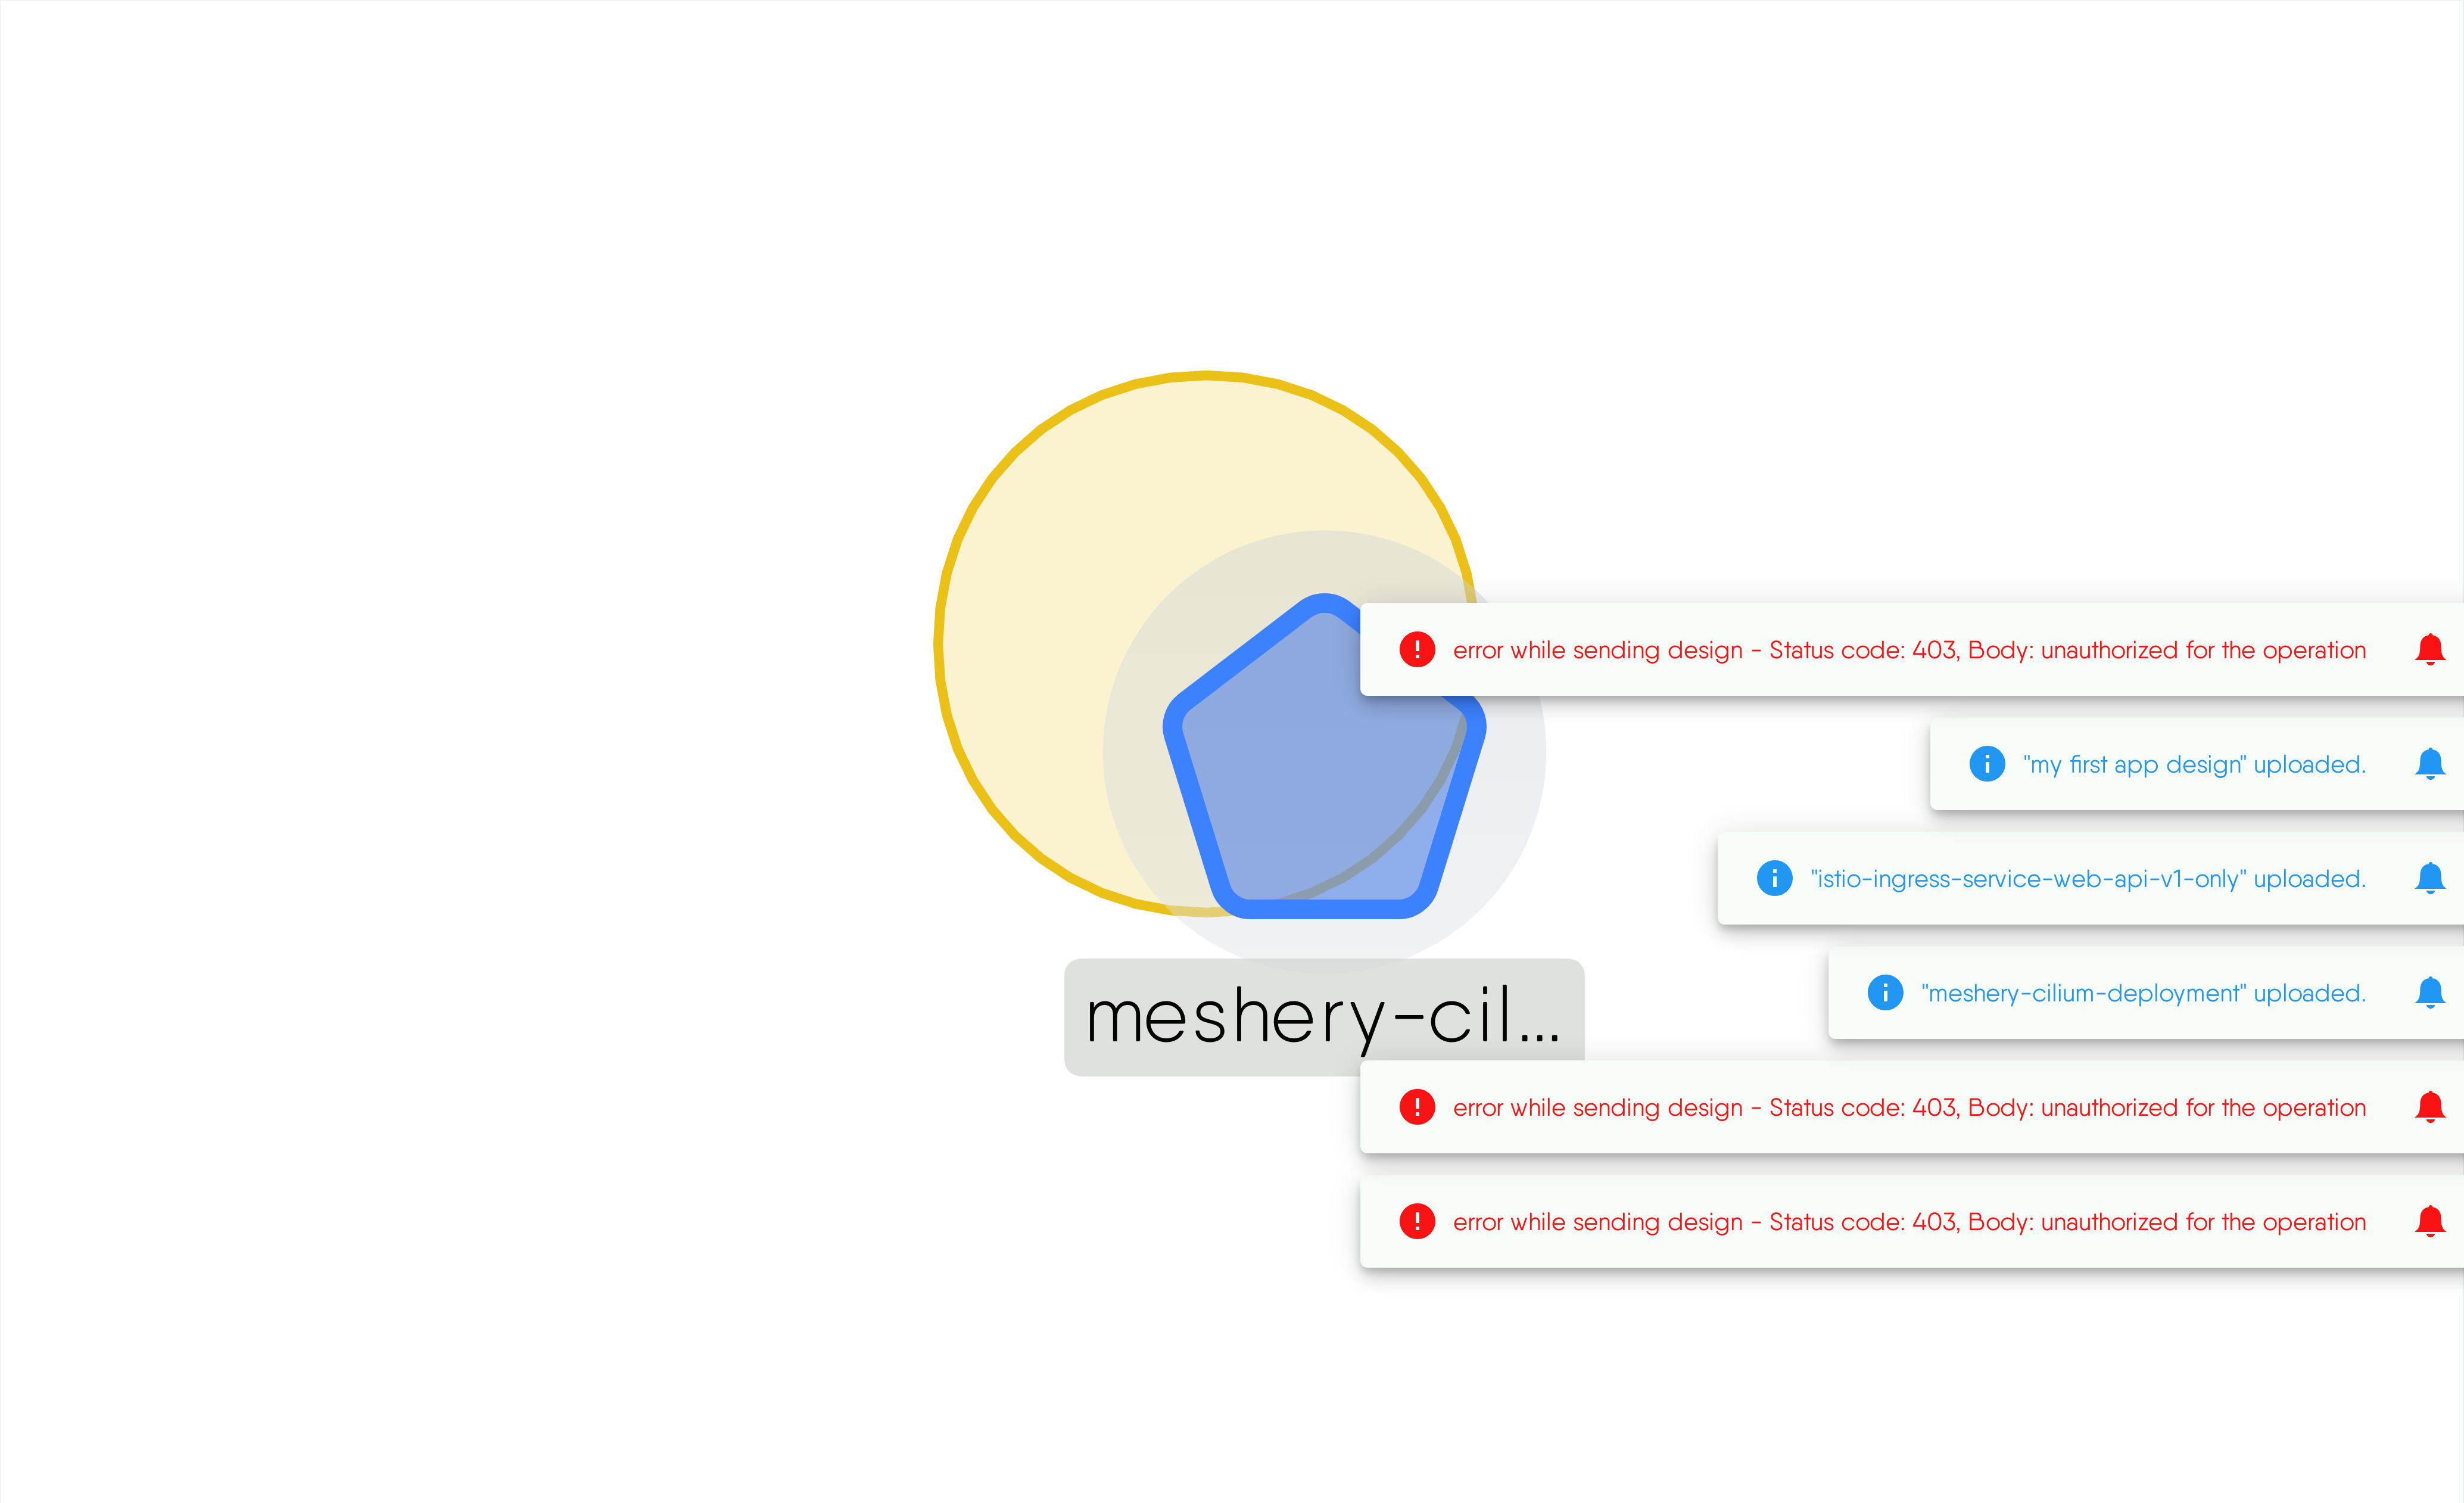 error while sending design - Status code: 403, Body: unauthorized for the operation
"my first app design" uploaded.
"istio-ingress-service-web-api-v1-only" uploaded.
"meshery-cilium-deployment" uploaded.
meshery-cil...
error while sending design - Status code: 403, Body: unauthorized for the operation
error while sending design - Status code: 403, Body: unauthorized for the operation